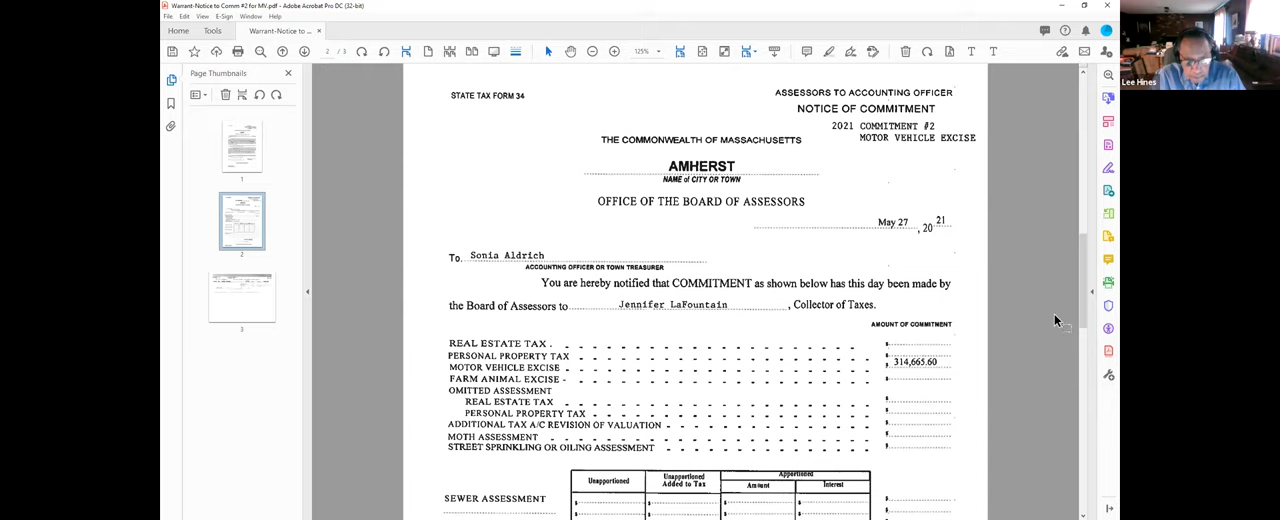 Warrant-Notice to Comm #2 for MV.pdf - Adobe Acrobat Pro DC (32-bit)
File Edit View E-Sign Window Help
Home Tools Warrant-Notice to ... ×
2 / 3 125%
Page Thumbnails
1
2
3
Lee Hines
STATE TAX FORM 34
ASSESSORS TO ACCOUNTING OFFICER
NOTICE OF COMMITMENT
2021 COMMITMENT #2
MOTOR VEHICLE EXCISE
THE COMMONWEALTH OF MASSACHUSETTS
AMHERST
NAME of CITY OR TOWN
OFFICE OF THE BOARD OF ASSESSORS
May 27 , 20 21
To. Sonia Aldrich
ACCOUNTING OFFICER OR TOWN TREASURER
You are hereby notified that COMMITMENT as shown below has this day been made by
the Board of Assessors to Jennifer LaFountain , Collector of Taxes.
AMOUNT OF COMMITMENT
REAL ESTATE TAX . $
PERSONAL PROPERTY TAX $
MOTOR VEHICLE EXCISE 314,665.60
FARM ANIMAL EXCISE - $
OMITTED ASSESSMENT
REAL ESTATE TAX $
PERSONAL PROPERTY TAX $
ADDITIONAL TAX A/C REVISION OF VALUATION $
MOTH ASSESSMENT $
STREET SPRINKLING OR OILING ASSESSMENT $
Unapportioned Unapportioned Added to Tax Apportioned
Amount Interest
SEWER ASSESSMENT $ $ $ $ $
$ $ $ $ $